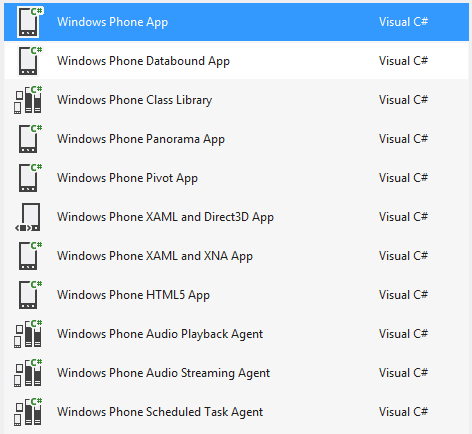 Windows Phone App Visual C#
Windows Phone Databound App Visual C#
Windows Phone Class Library Visual C#
Windows Phone Panorama App Visual C#
Windows Phone Pivot App Visual C#
Windows Phone XAML and Direct3D App Visual C#
Windows Phone XAML and XNA App Visual C#
Windows Phone HTML5 App Visual C#
Windows Phone Audio Playback Agent Visual C#
Windows Phone Audio Streaming Agent Visual C#
Windows Phone Scheduled Task Agent Visual C#